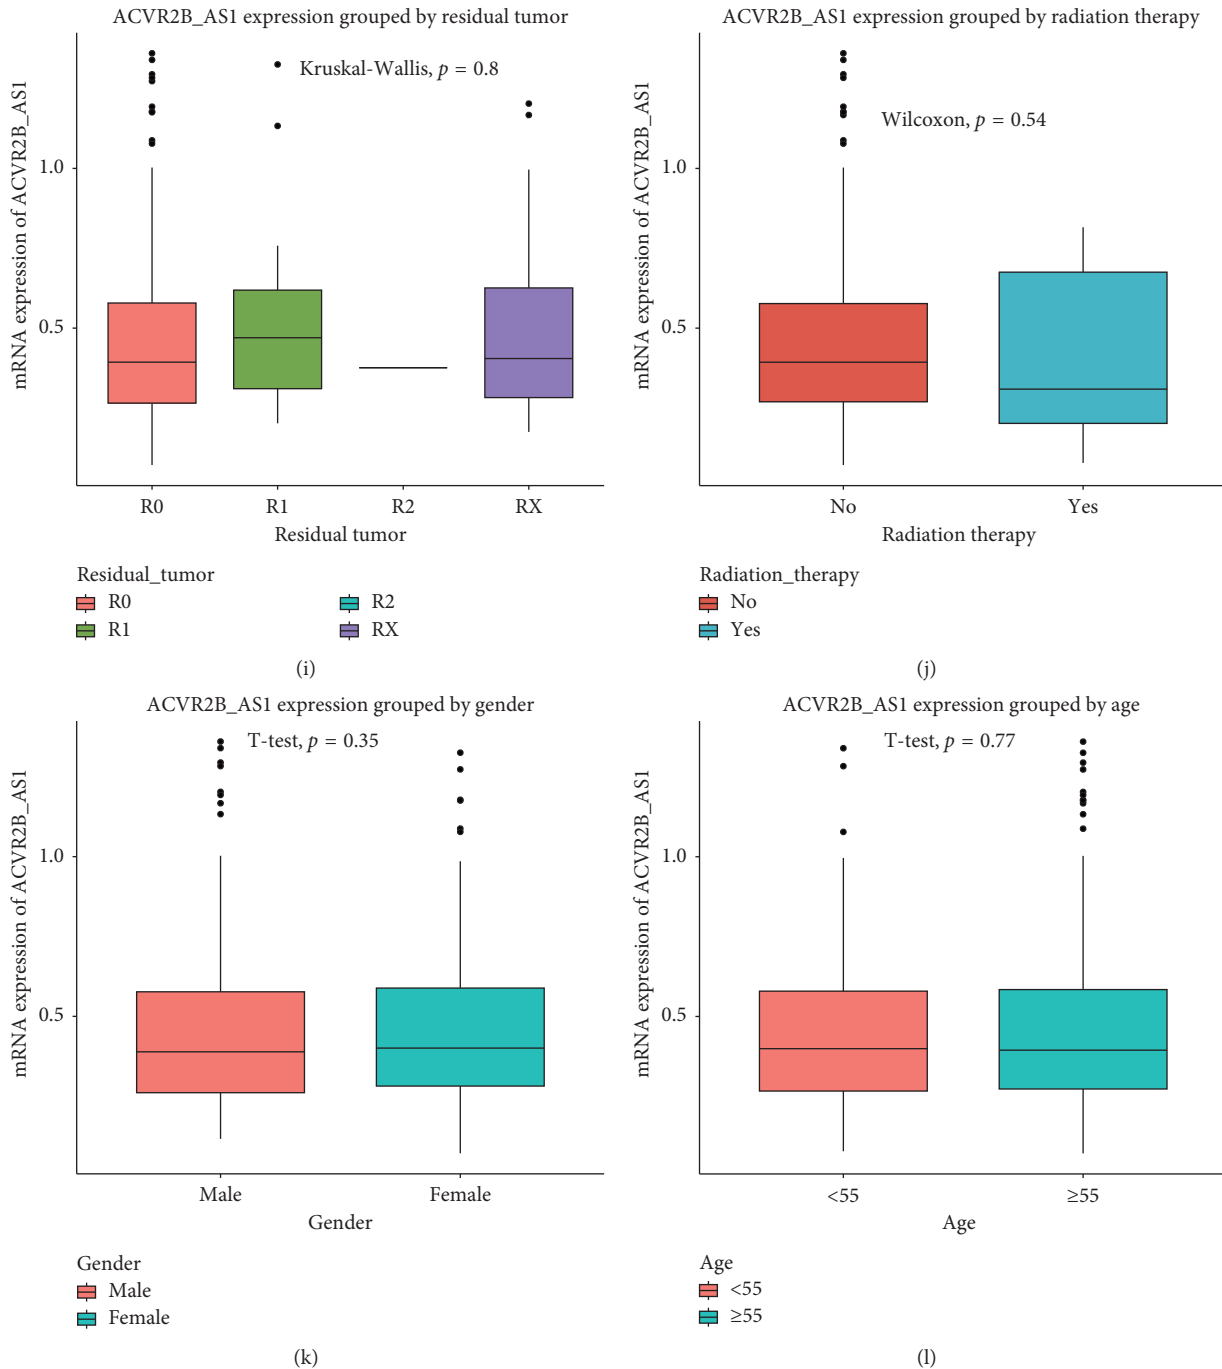 ACVR2B_AS1 expression grouped by residual tumor
Kruskal-Wallis, p = 0.8
mRNA expression of ACVR2B_AS1
1.0
0.5
R0 R1 R2 RX
Residual tumor
Residual_tumor
R0 R2
R1 RX
(i)
ACVR2B_AS1 expression grouped by radiation therapy
Wilcoxon, p = 0.54
mRNA expression of ACVR2B_AS1
1.0
0.5
No Yes
Radiation therapy
Radiation_therapy
No
Yes
(j)
ACVR2B_AS1 expression grouped by gender
T-test, p = 0.35
mRNA expression of ACVR2B_AS1
1.0
0.5
Male Female
Gender
Gender
Male
Female
(k)
ACVR2B_AS1 expression grouped by age
T-test, p = 0.77
mRNA expression of ACVR2B_AS1
1.0
0.5
<55 ≥55
Age
Age
<55
≥55
(l)